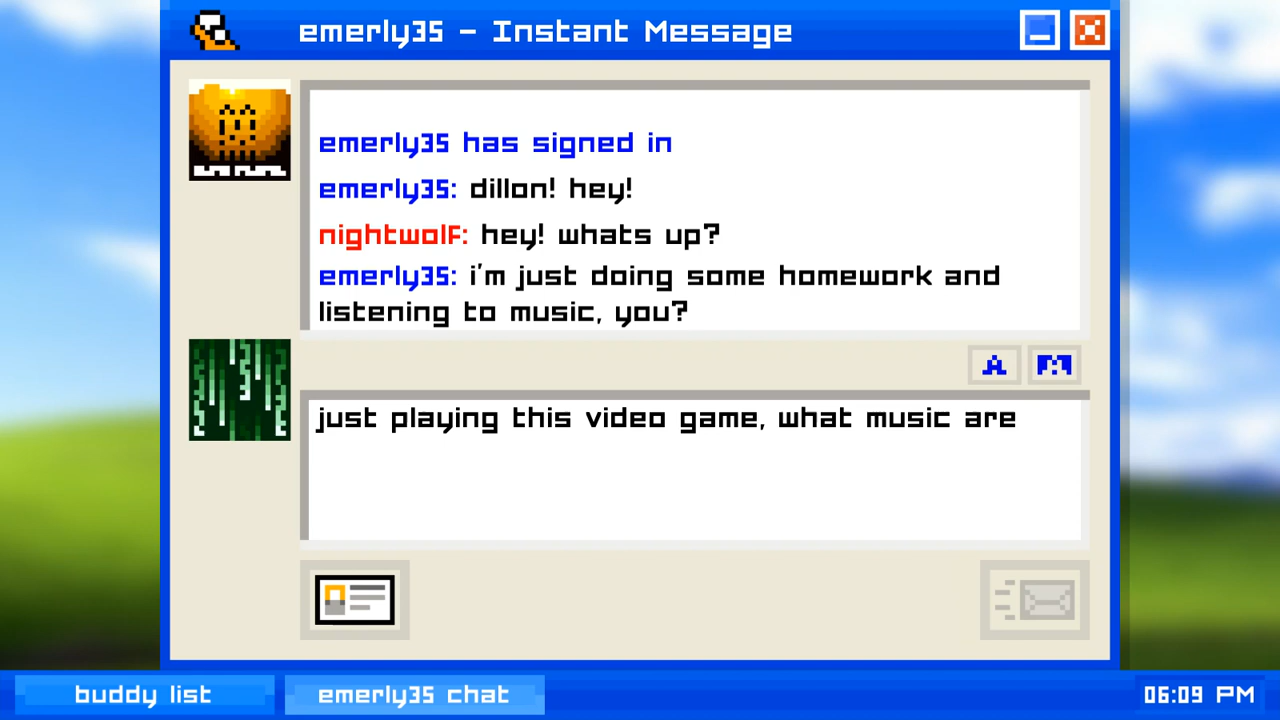 emerly35 - Instant Message
emerly35 has signed in
emerly35: dillon! hey!
nightwolf: hey! whats up?
emerly35: i'm just doing some homework and
listening to music, you?
A
just playing this video game, what music are
buddy list
emerly35 chat
06:09 PM